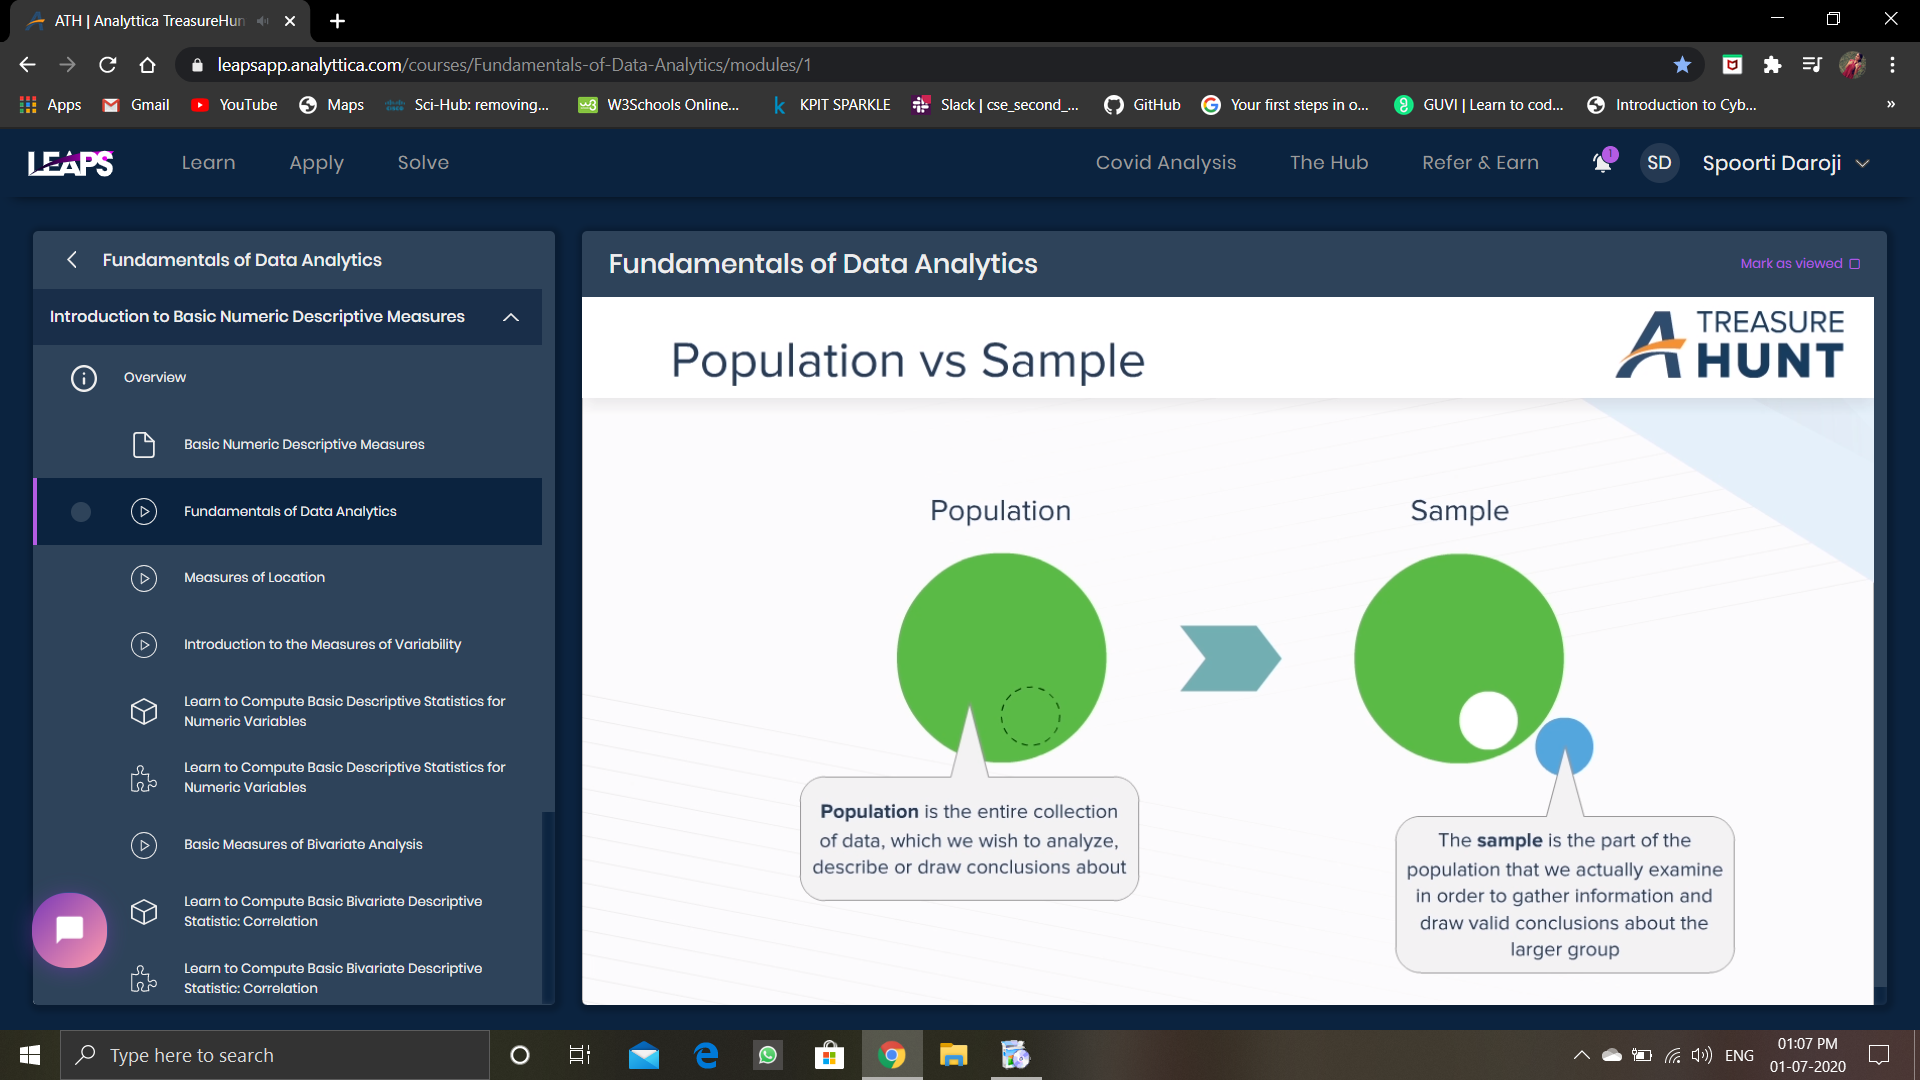 ATH | Analyttica TreasureHun
leapsapp.analyttica.com/courses/Fundamentals-of-Data-Analytics/modules/1
Apps Gmail YouTube Maps Sci-Hub: removing... W3Schools Online... KPIT SPARKLE Slack | cse_second_... GitHub Your first steps in o... GUVI | Learn to cod... Introduction to Cyb... »
LEAPS Learn Apply Solve Covid Analysis The Hub Refer & Earn 1 SD Spoorti Daroji
Fundamentals of Data Analytics
Introduction to Basic Numeric Descriptive Measures
Overview
Basic Numeric Descriptive Measures
Fundamentals of Data Analytics
Measures of Location
Introduction to the Measures of Variability
Learn to Compute Basic Descriptive Statistics for
Numeric Variables
Learn to Compute Basic Descriptive Statistics for
Numeric Variables
Basic Measures of Bivariate Analysis
Learn to Compute Basic Bivariate Descriptive
Statistic: Correlation
Learn to Compute Basic Bivariate Descriptive
Statistic: Correlation
Fundamentals of Data Analytics
Mark as viewed
Population vs Sample
TREASURE
HUNT
Population
Sample
Population is the entire collection
of data, which we wish to analyze,
describe or draw conclusions about
The sample is the part of the
population that we actually examine
in order to gather information and
draw valid conclusions about the
larger group
Type here to search
ENG
01:07 PM
01-07-2020